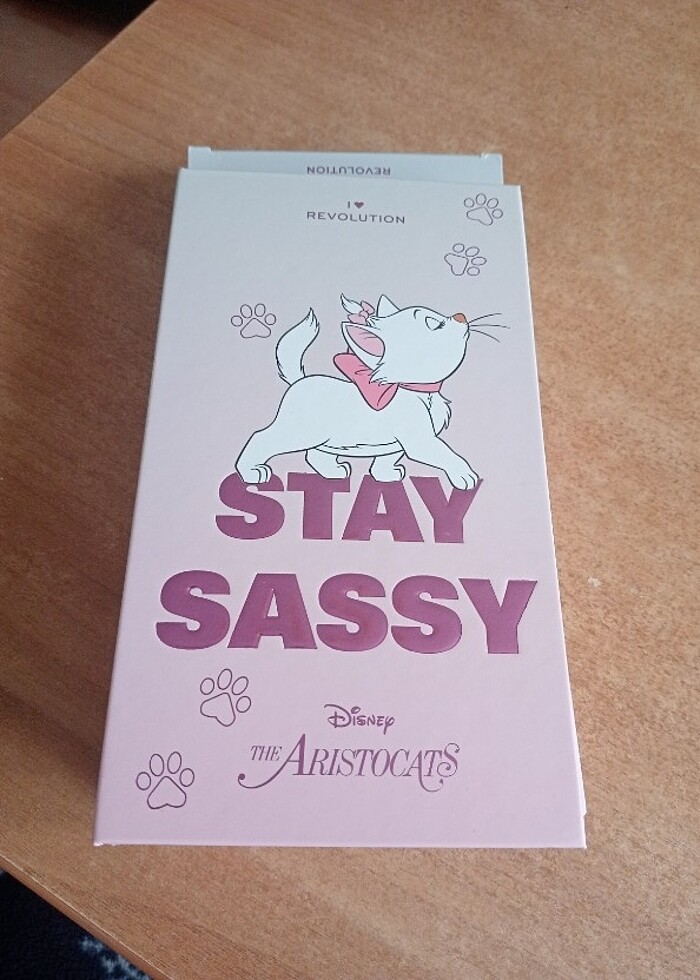 REVOLUTION
I ♥
REVOLUTION
STAY
SASSY
Disney
THE ARISTOCATS